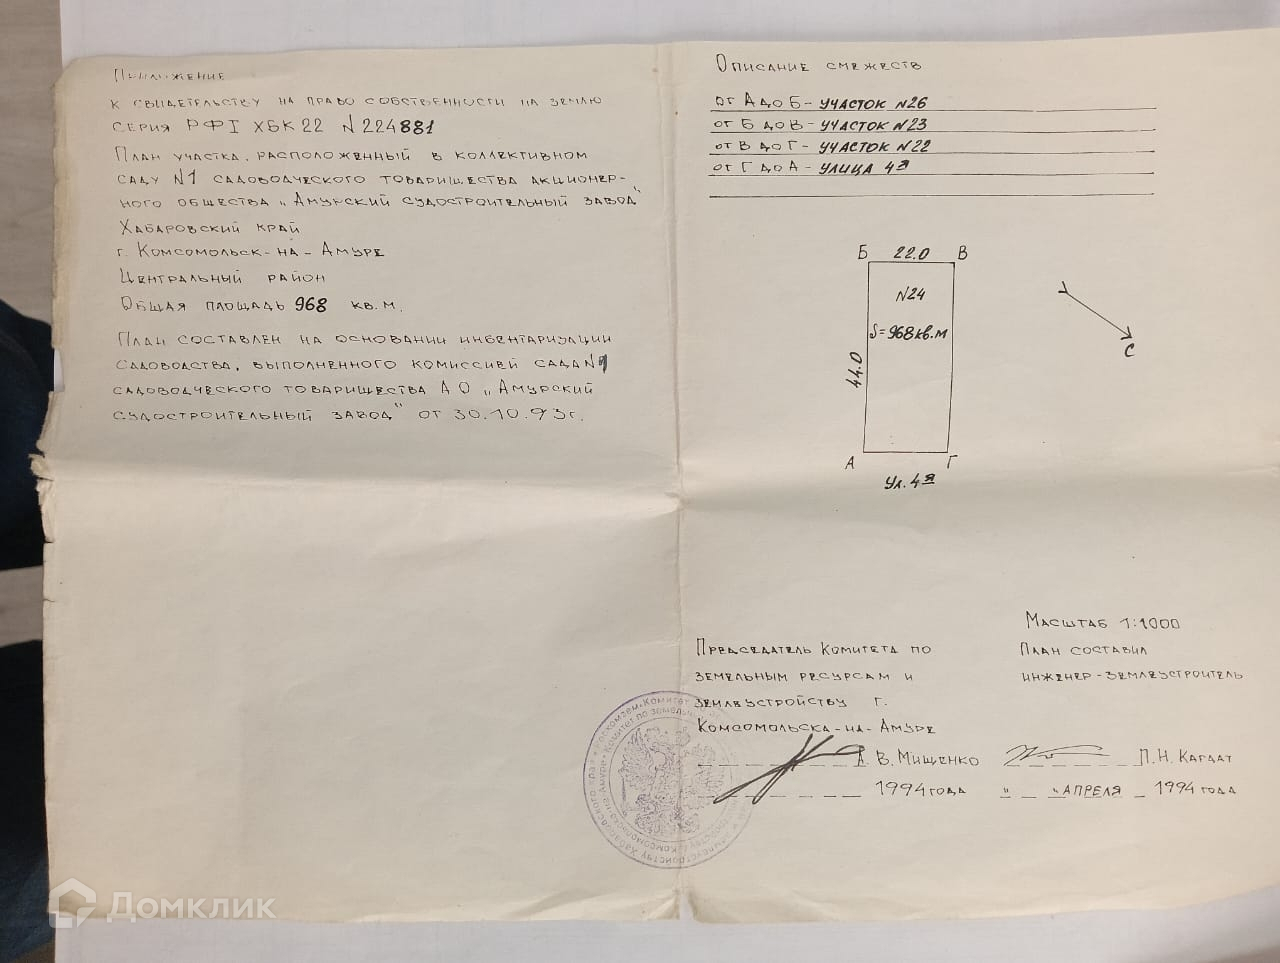 Приложение
к свидетельству на право собственности на землю
серия РФI ХБК 22 N 224881
План участка, расположенный в коллективном
саду N1 садоводческого товарищества акционер-
ного общества „Амурский судостроительный завод"
Хабаровский край
г. Комсомольск-на-Амуре
Центральный район
Общая площадь 968 кв.м.
План составлен на основании инвентаризации
садоводства, выполненного комиссией сада N1
садоводческого товарищества АО „Амурский
судостроительный завод" от 30.10.93г.
Описание смежеств
от А до Б - участок N26
от Б до В - участок N23
от В до Г - участок N22
от Г до А - улица 4я
Б 22.0 В
N24
S=968кв.м
44.0
С
А Г
Ул. 4я
Масштаб 1:1000
Председатель Комитета по
земельным ресурсам и
землеустройству г.
Комсомольска-на-Амуре
В. Мищенко
1994 года
План составил
инженер-землеустроитель
П.Н. Кагдат
" " апреля 1994 года
Домклик